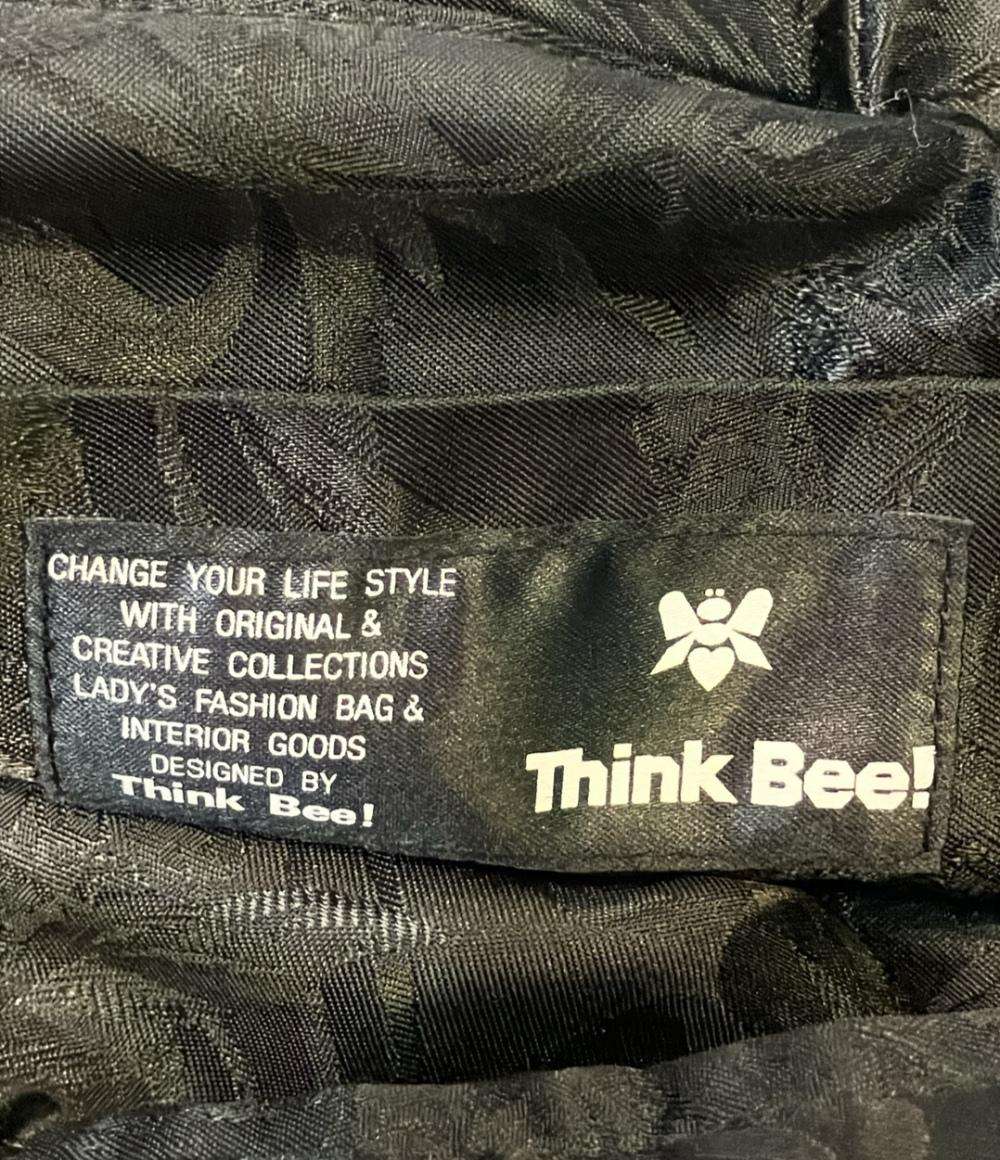 CHANGE YOUR LIFE STYLE
WITH ORIGINAL &
CREATIVE COLLECTIONS
LADY'S FASHION BAG &
INTERIOR GOODS
DESIGNED BY
Think Bee!
Think Bee!